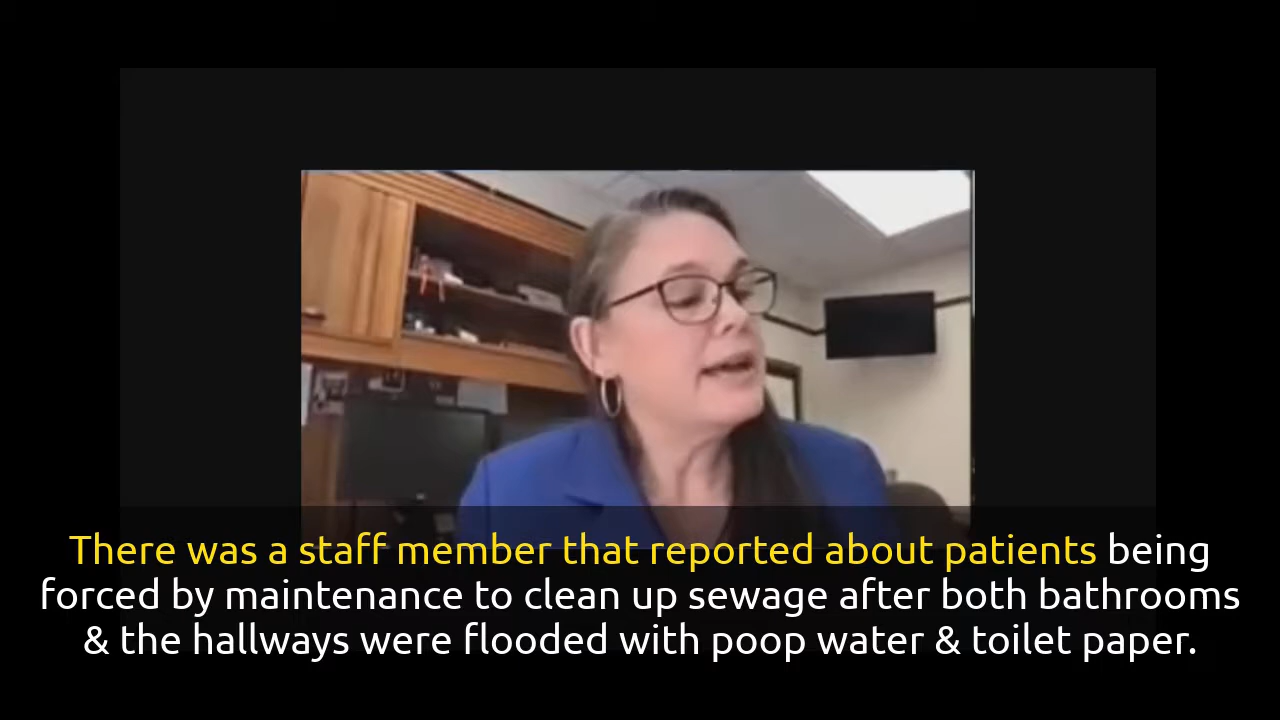 There was a staff member that reported about patients being
forced by maintenance to clean up sewage after both bathrooms
& the hallways were flooded with poop water & toilet paper.